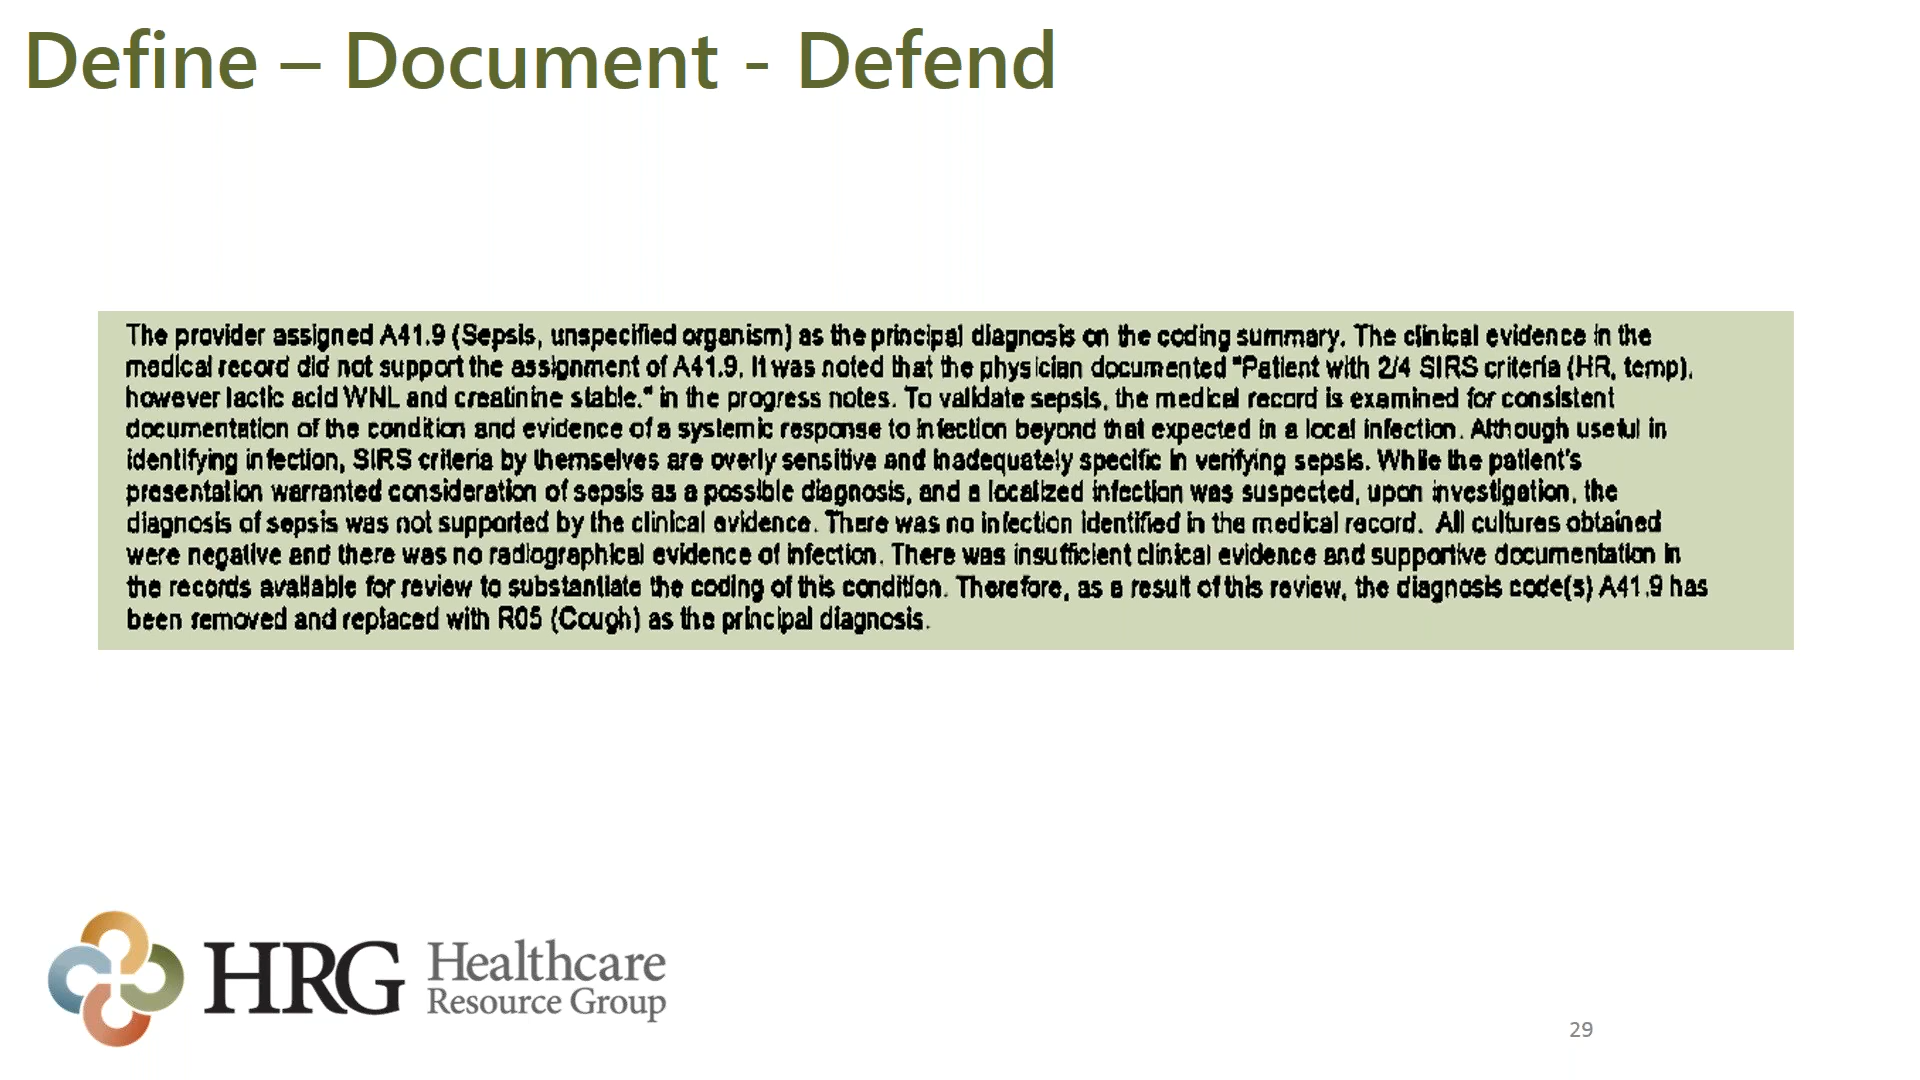 Define – Document - Defend
The provider assigned A41.9 (Sepsis, unspecified organism) as the principal diagnosis on the coding summary. The clinical evidence in the
medical record did not support the assignment of A41.9. It was noted that the physician documented "Patient with 2/4 SIRS criteria (HR, temp),
however lactic acid WNL and creatinine stable." in the progress notes. To validate sepsis, the medical record is examined for consistent
documentation of the condition and evidence of a systemic response to infection beyond that expected in a local infection. Although useful in
identifying infection, SIRS criteria by themselves are overly sensitive and inadequately specific in verifying sepsis. While the patient's
presentation warranted consideration of sepsis as a possible diagnosis, and a localized infection was suspected, upon investigation, the
diagnosis of sepsis was not supported by the clinical evidence. There was no infection identified in the medical record. All cultures obtained
were negative and there was no radiographical evidence of infection. There was insufficient clinical evidence and supportive documentation in
the records available for review to substantiate the coding of this condition. Therefore, as a result of this review, the diagnosis code(s) A41.9 has
been removed and replaced with R05 (Cough) as the principal diagnosis.
HRG Healthcare
Resource Group
29